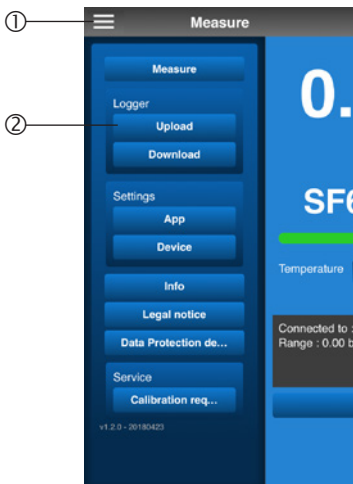 ① Measure
Measure
0.
Logger
② Upload
Download
SF6
Settings
App
Device
Temperature
Info
Legal notice
Connected to :
Data Protection de...
Range : 0.00 b
Service
Calibration req...
v1.2.0 - 20180423